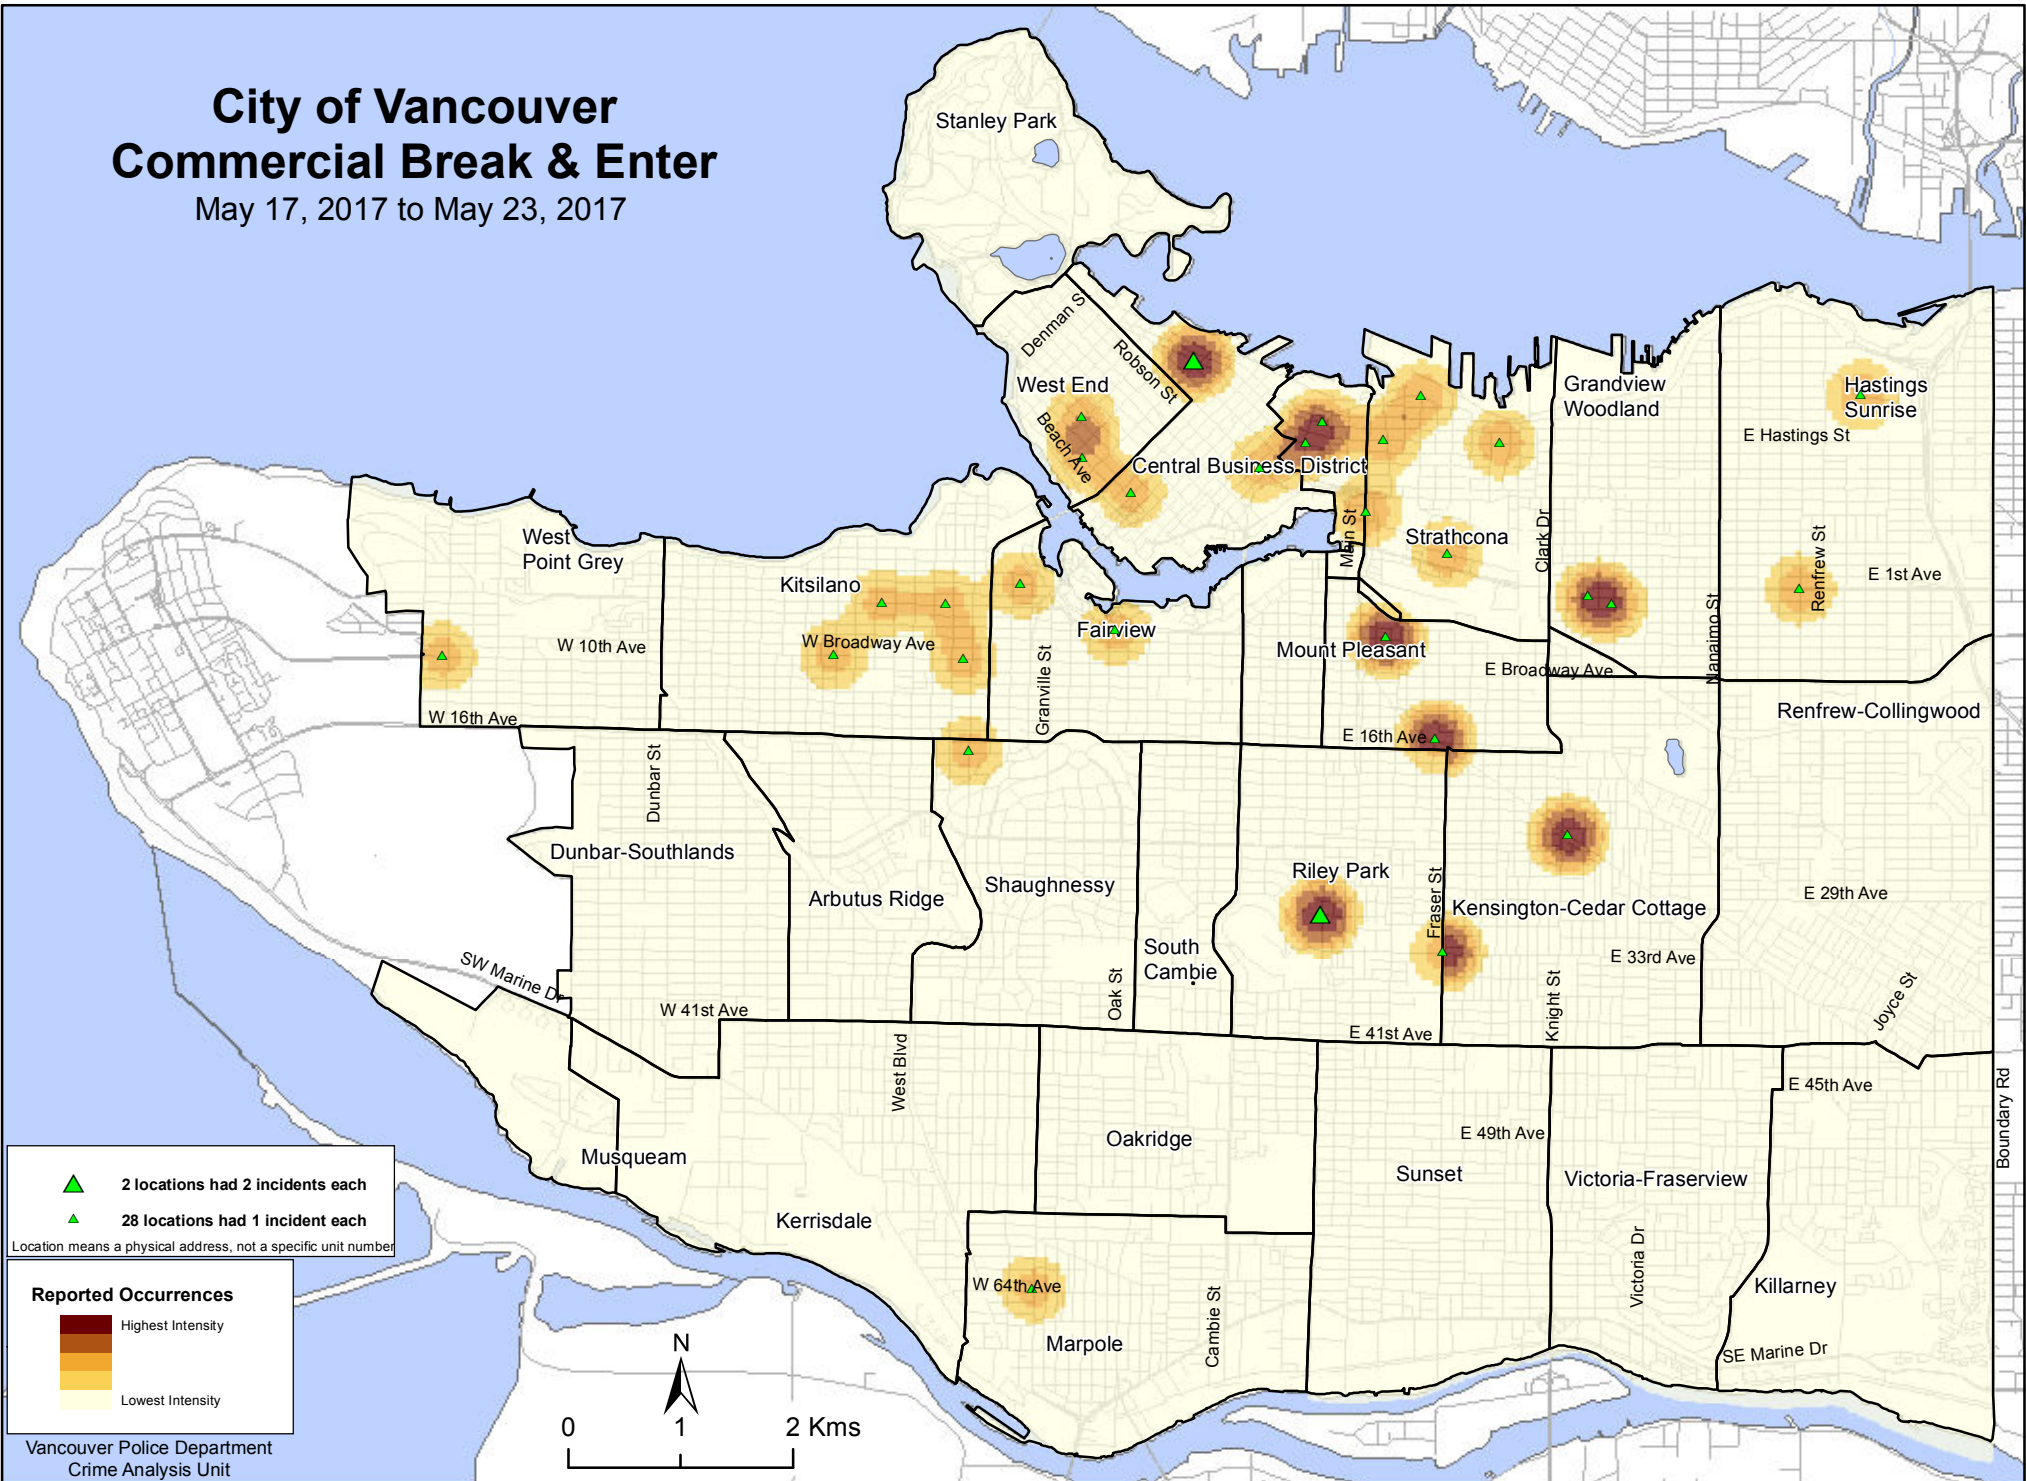 City of Vancouver
Commercial Break & Enter
May 17, 2017 to May 23, 2017
Stanley Park
Denman St
Robson St
West End
Beach Ave
Central Business District
Grandview
Woodland
Hastings
Sunrise
E Hastings St
Main St
Strathcona
Clark Dr
West
Point Grey
Kitsilano
Renfrew St
E 1st Ave
Nanaimo St
W 10th Ave
W Broadway Ave
Fairview
Granville St
Mount Pleasant
E Broadway Ave
W 16th Ave
E 16th Ave
Renfrew-Collingwood
Dunbar St
Dunbar-Southlands
Arbutus Ridge
Shaughnessy
Riley Park
Fraser St
Kensington-Cedar Cottage
E 29th Ave
South
Cambie
E 33rd Ave
SW Marine Dr
W 41st Ave
Oak St
E 41st Ave
Knight St
Joyce St
West Blvd
E 45th Ave
Boundary Rd
Oakridge
E 49th Ave
Musqueam
Sunset
Victoria-Fraserview
Kerrisdale
Victoria Dr
W 64th Ave
Cambie St
Killarney
Marpole
SE Marine Dr
2 locations had 2 incidents each
28 locations had 1 incident each
Location means a physical address, not a specific unit number
Reported Occurrences
Highest Intensity
Lowest Intensity
Vancouver Police Department
Crime Analysis Unit
N
0 1 2 Kms